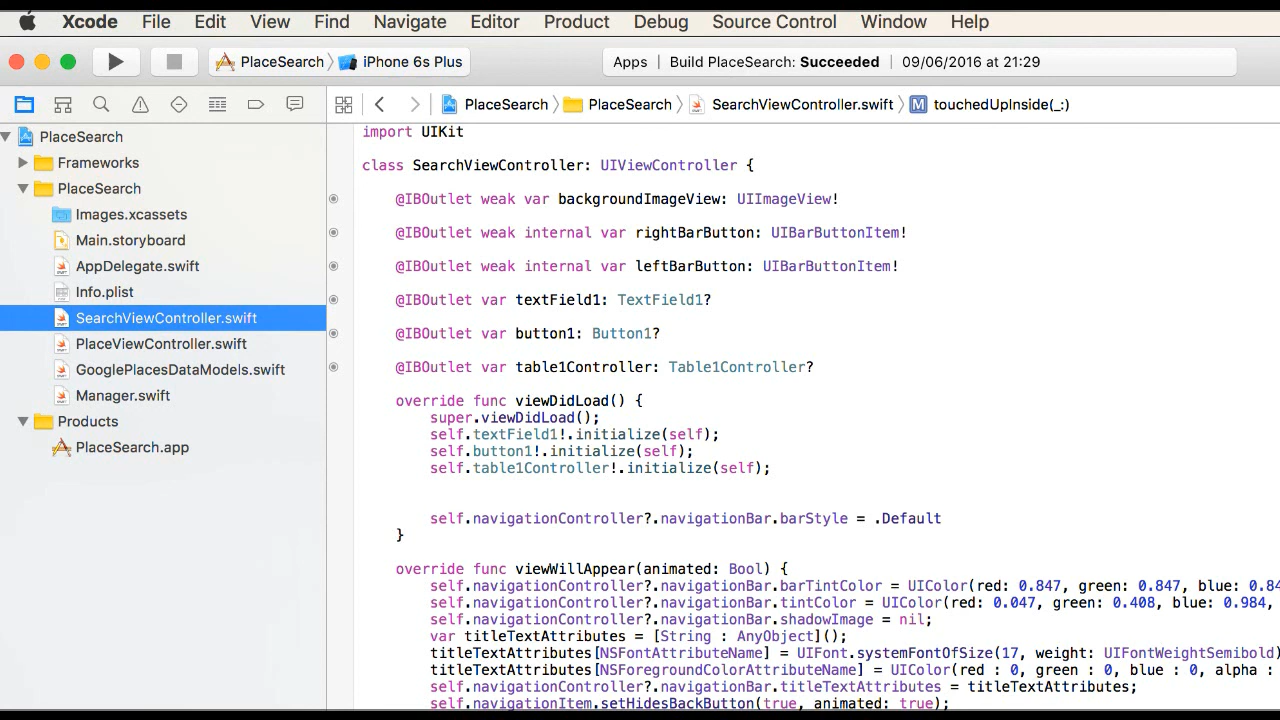 Xcode File Edit View Find Navigate Editor Product Debug Source Control Window Help
PlaceSearch iPhone 6s Plus Apps | Build PlaceSearch: Succeeded | 09/06/2016 at 21:29
PlaceSearch PlaceSearch SearchViewController.swift M touchedUpInside(_:)
PlaceSearch
Frameworks
PlaceSearch
Images.xcassets
Main.storyboard
AppDelegate.swift
Info.plist
SearchViewController.swift
PlaceViewController.swift
GooglePlacesDataModels.swift
Manager.swift
Products
PlaceSearch.app
import UIKit
class SearchViewController: UIViewController {
@IBOutlet weak var backgroundImageView: UIImageView!
@IBOutlet weak internal var rightBarButton: UIBarButtonItem!
@IBOutlet weak internal var leftBarButton: UIBarButtonItem!
@IBOutlet var textField1: TextField1?
@IBOutlet var button1: Button1?
@IBOutlet var table1Controller: Table1Controller?
override func viewDidLoad() {
super.viewDidLoad();
self.textField1!.initialize(self);
self.button1!.initialize(self);
self.table1Controller!.initialize(self);
self.navigationController?.navigationBar.barStyle = .Default
}
override func viewWillAppear(animated: Bool) {
self.navigationController?.navigationBar.barTintColor = UIColor(red: 0.847, green: 0.847, blue: 0.84
self.navigationController?.navigationBar.tintColor = UIColor(red: 0.047, green: 0.408, blue: 0.984,
self.navigationController?.navigationBar.shadowImage = nil;
var titleTextAttributes = [String : AnyObject]();
titleTextAttributes[NSFontAttributeName] = UIFont.systemFontOfSize(17, weight: UIFontWeightSemibold)
titleTextAttributes[NSForegroundColorAttributeName] = UIColor(red : 0, green : 0, blue : 0, alpha :
self.navigationController?.navigationBar.titleTextAttributes = titleTextAttributes;
self.navigationItem.setHidesBackButton(true, animated: true);